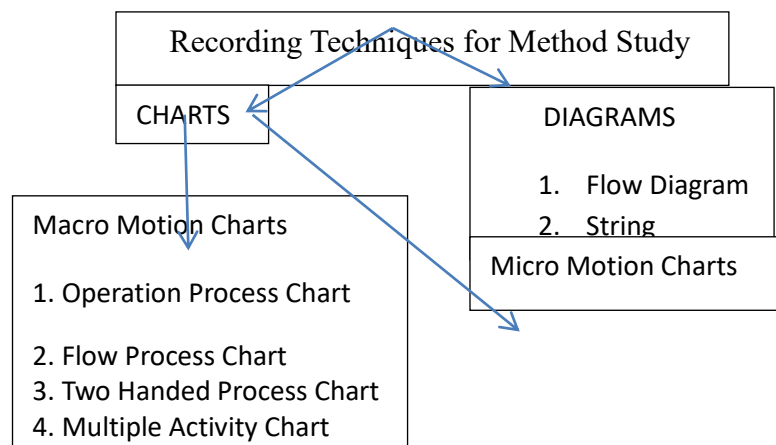 Recording Techniques for Method Study
CHARTS
DIAGRAMS
1. Flow Diagram
2. String
Macro Motion Charts
1. Operation Process Chart
2. Flow Process Chart
3. Two Handed Process Chart
4. Multiple Activity Chart
Micro Motion Charts